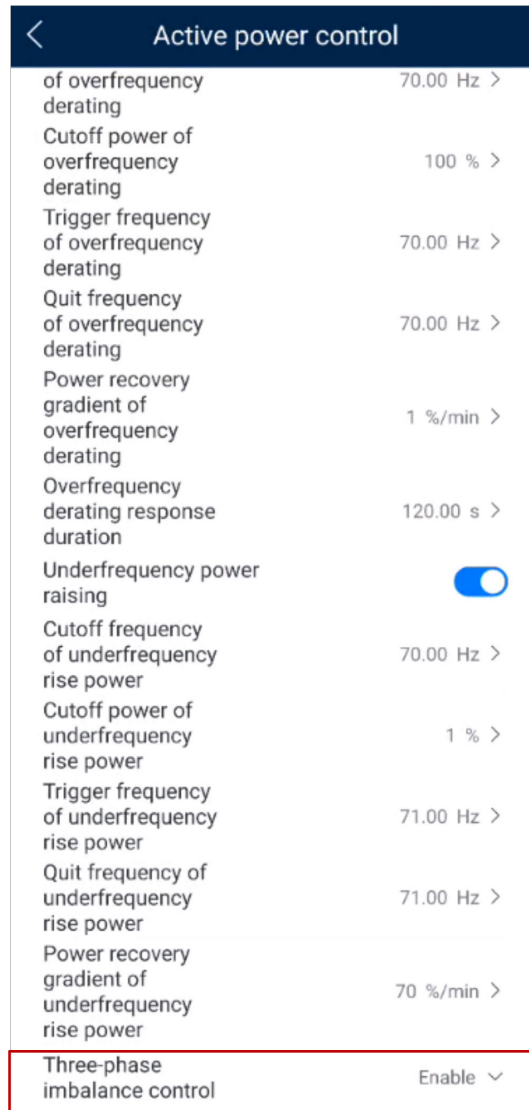 Active power control
of overfrequency
derating
70.00 Hz
Cutoff power of
overfrequency
derating
100 %
Trigger frequency
of overfrequency
derating
70.00 Hz
Quit frequency
of overfrequency
derating
70.00 Hz
Power recovery
gradient of
overfrequency
derating
1 %/min
Overfrequency
derating response
duration
120.00 s
Underfrequency power
raising
Cutoff frequency
of underfrequency
rise power
70.00 Hz
Cutoff power of
underfrequency
rise power
1 %
Trigger frequency
of underfrequency
rise power
71.00 Hz
Quit frequency of
underfrequency
rise power
71.00 Hz
Power recovery
gradient of
underfrequency
rise power
70 %/min
Three-phase
imbalance control
Enable